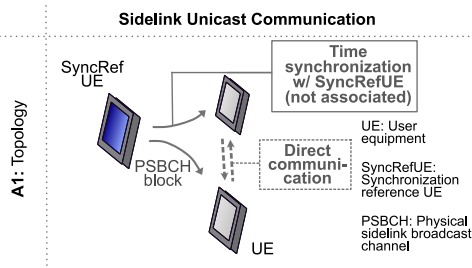 Sidelink Unicast Communication
A1: Topology
SyncRef
UE
Time
synchronization
w/ SyncRefUE
(not associated)
PSBCH
block
Direct
communi-
cation
UE
UE: User
equipment
SyncRefUE:
Synchronization
reference UE
PSBCH: Physical
sidelink broadcast
channel